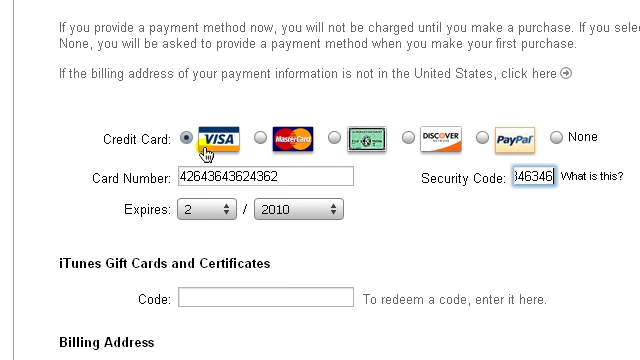 If you provide a payment method now, you will not be charged until you make a purchase. If you sele
None, you will be asked to provide a payment method when you make your first purchase.
If the billing address of your payment information is not in the United States, click here
Credit Card: VISA MasterCard DISCOVER PayPal None
Card Number: 42643643624362 Security Code: 346346 What is this?
Expires: 2 / 2010
iTunes Gift Cards and Certificates
Code: To redeem a code, enter it here.
Billing Address